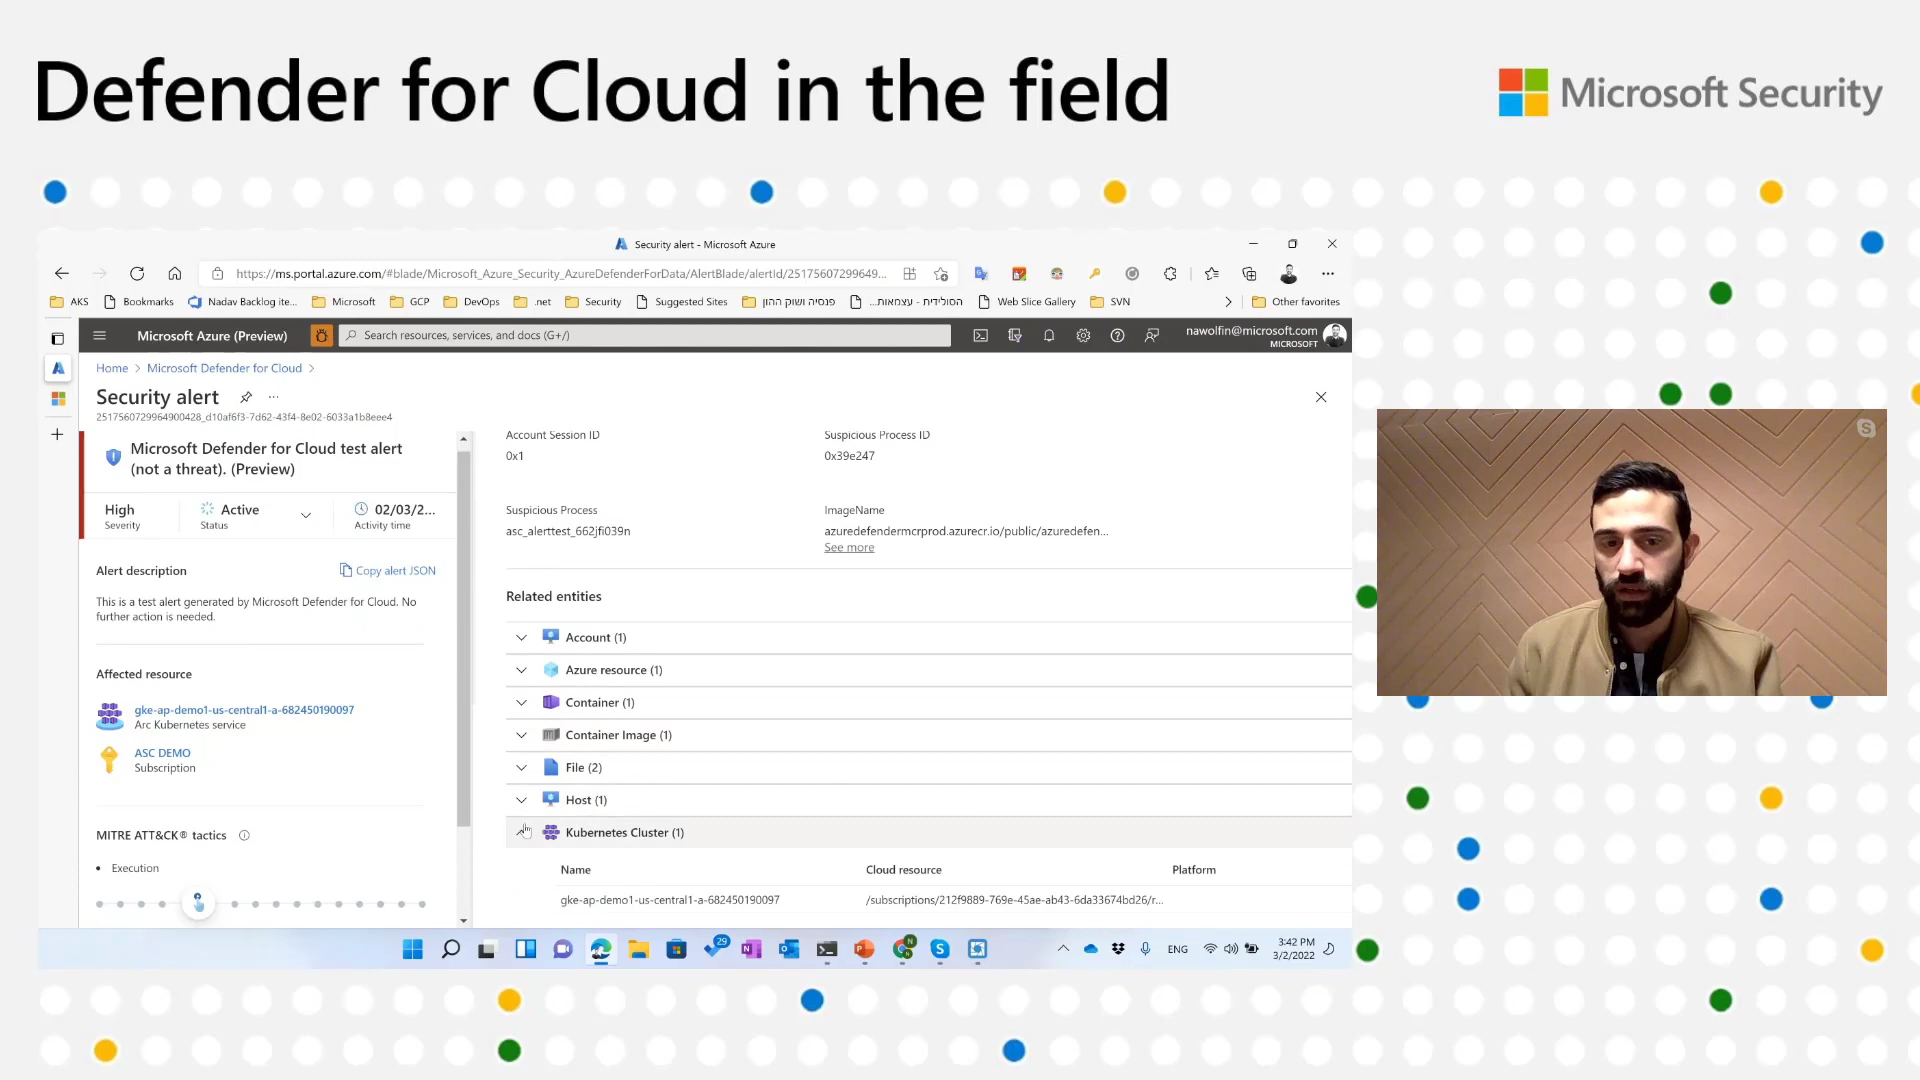 Defender for Cloud in the field
Microsoft Security
Security alert - Microsoft Azure
https://ms.portal.azure.com/#blade/Microsoft_Azure_Security_AzureDefenderForData/AlertBlade/alertId/25175607299649...
AKS
Bookmarks
Nadav Backlog ite...
Microsoft
GCP
DevOps
.net
Security
Suggested Sites
פנסיה ושוק ההון
הסולידית - עצמאות...
Web Slice Gallery
SVN
Other favorites
Microsoft Azure (Preview)
Search resources, services, and docs (G+/)
nawolfin@microsoft.com
MICROSOFT
Home > Microsoft Defender for Cloud >
Security alert
2517560729964900428_d10af6f3-7d62-43f4-8e02-6033a1b8eee4
Microsoft Defender for Cloud test alert
(not a threat). (Preview)
High
Severity
Active
Status
02/03/2...
Activity time
Alert description
Copy alert JSON
This is a test alert generated by Microsoft Defender for Cloud. No
further action is needed.
Affected resource
gke-ap-demo1-us-central1-a-682450190097
Arc Kubernetes service
ASC DEMO
Subscription
MITRE ATT&CK® tactics
• Execution
Account Session ID
0x1
Suspicious Process ID
0x39e247
Suspicious Process
asc_alerttest_662jfi039n
ImageName
azuredefendermcrprod.azurecr.io/public/azuredefen...
See more
Related entities
Account (1)
Azure resource (1)
Container (1)
Container Image (1)
File (2)
Host (1)
Kubernetes Cluster (1)
Name
Cloud resource
Platform
gke-ap-demo1-us-central1-a-682450190097
/subscriptions/212f9889-769e-45ae-ab43-6da33674bd26/r...
29
N
ENG
3:42 PM
3/2/2022